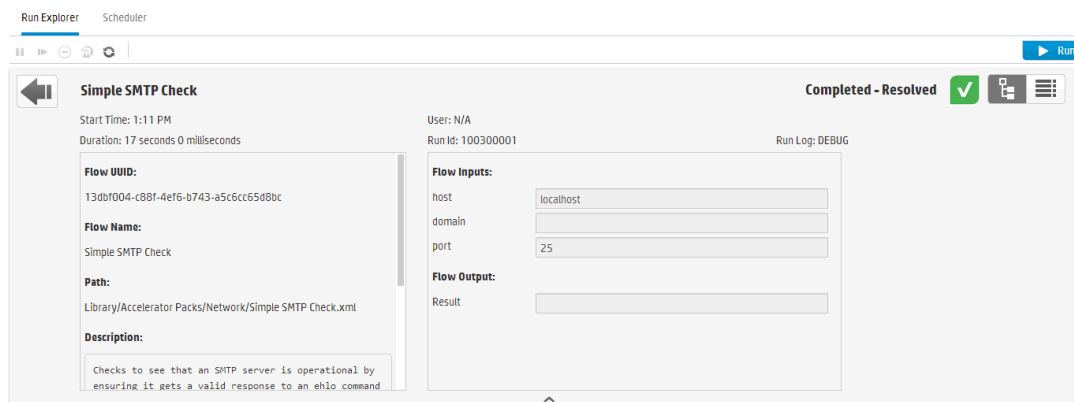 Run Explorer Scheduler
Run
Simple SMTP Check
Completed - Resolved
Start Time: 1:11 PM
User: N/A
Duration: 17 seconds 0 milliseconds
Run Id: 100300001
Run Log: DEBUG
Flow UUID:
13dbf004-c88f-4ef6-b743-a5c6cc65d8bc
Flow Name:
Simple SMTP Check
Path:
Library/Accelerator Packs/Network/Simple SMTP Check.xml
Description:
Checks to see that an SMTP server is operational by
ensuring it gets a valid response to an ehlo command
Flow Inputs:
host localhost
domain
port 25
Flow Output:
Result